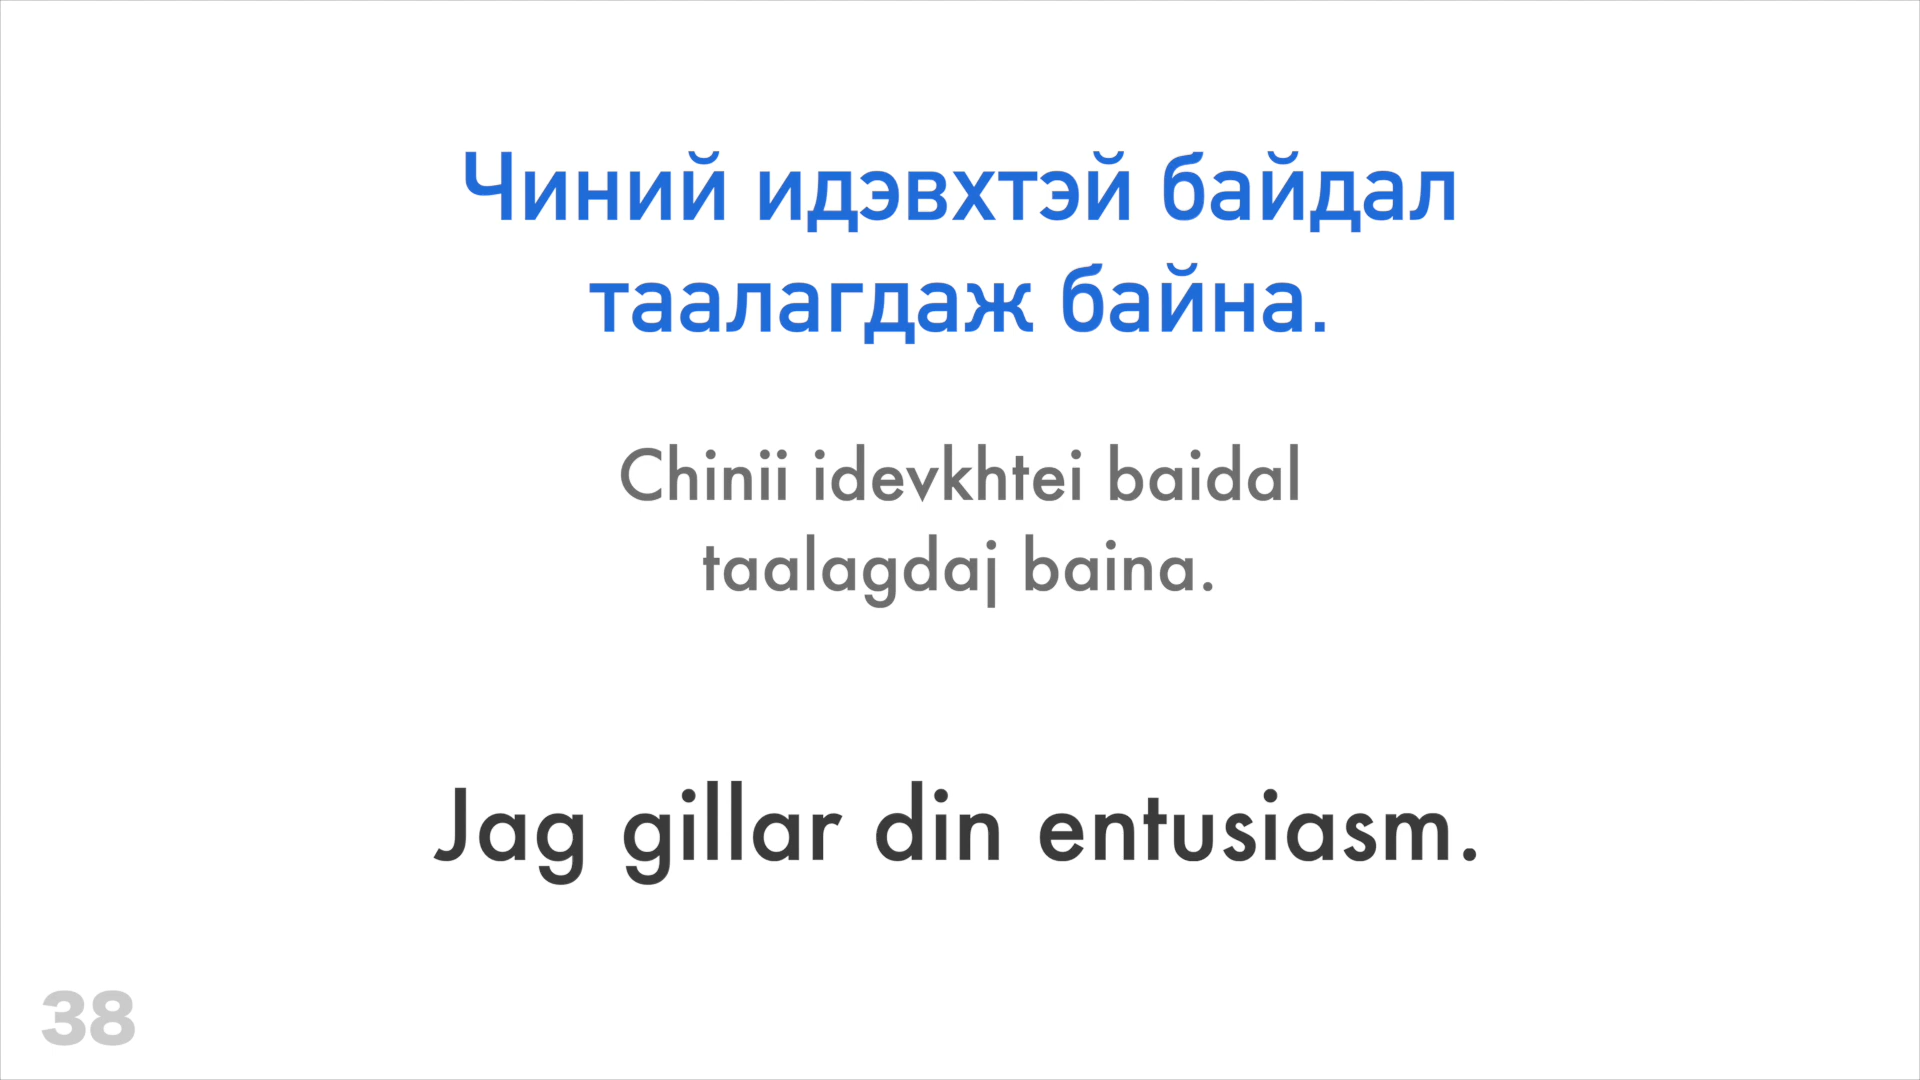 Чиний идэвхтэй байдал
таалагдаж байна.
Chinii idevkhtei baidal
taalagdaj baina.
Jag gillar din entusiasm.
38